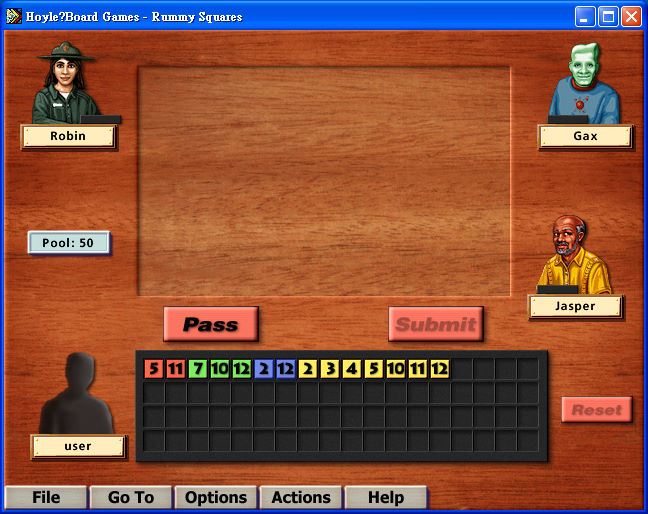 Hoyle?Board Games - Rummy Squares
Robin
Gax
Pool: 50
Jasper
Pass
Submit
5 11 7 10 12 2 12 2 3 4 5 10 11 12
Reset
user
File Go To Options Actions Help